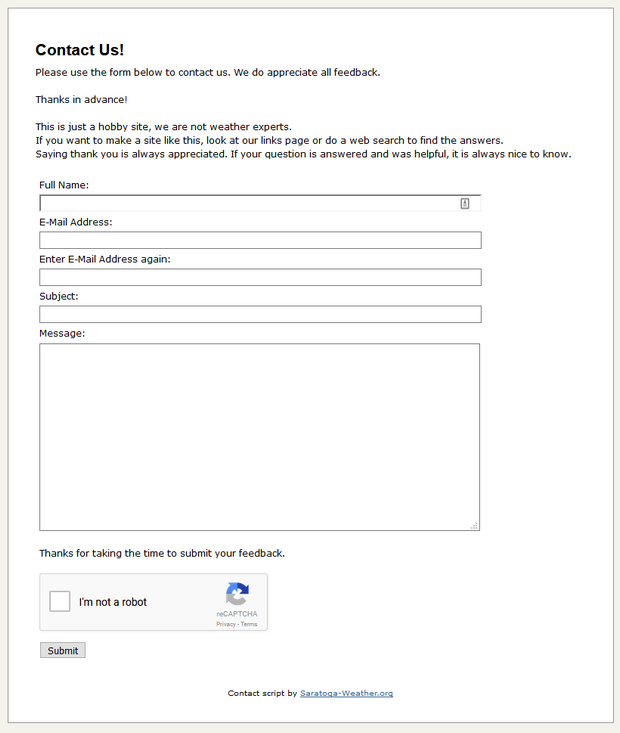 Contact Us!
Please use the form below to contact us. We do appreciate all feedback.
Thanks in advance!
This is just a hobby site, we are not weather experts.
If you want to make a site like this, look at our links page or do a web search to find the answers.
Saying thank you is always appreciated. If your question is answered and was helpful, it is always nice to know.
Full Name:
E-Mail Address:
Enter E-Mail Address again:
Subject:
Message:
Thanks for taking the time to submit your feedback.
I'm not a robot
reCAPTCHA
Privacy - Terms
Submit
Contact script by Saratoga-Weather.org